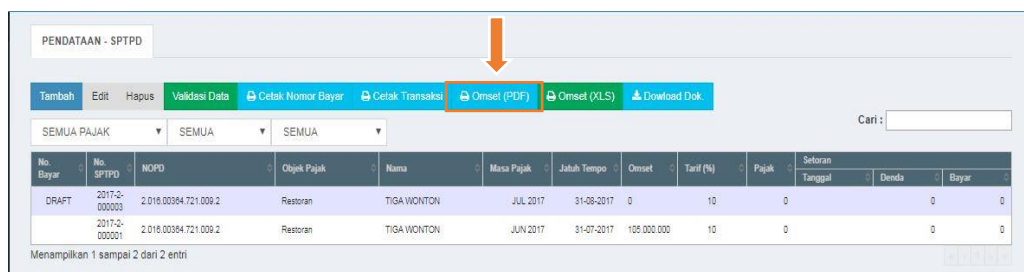 PENDATAAN - SPTPD
Tambah Edit Hapus Validasi Data Cetak Nomor Bayar Cetak Transaksi Omset (PDF) Omset (XLS) Dowload Dok.
SEMUA PAJAK SEMUA SEMUA Cari :
No. Bayar No. SPTPD NOPD Objek Pajak Nama Masa Pajak Jatuh Tempo Omset Tarif (%) Pajak Setoran
Tanggal Denda Bayar
DRAFT 2017-2-000003 2.016.00364.721.009.2 Restoran TIGA WONTON JUL 2017 31-08-2017 0 10 0 0 0
2017-2-000001 2.016.00364.721.009.2 Restoran TIGA WONTON JUN 2017 31-07-2017 105.000.000 10 0 0 0
Menampilkan 1 sampai 2 dari 2 entri